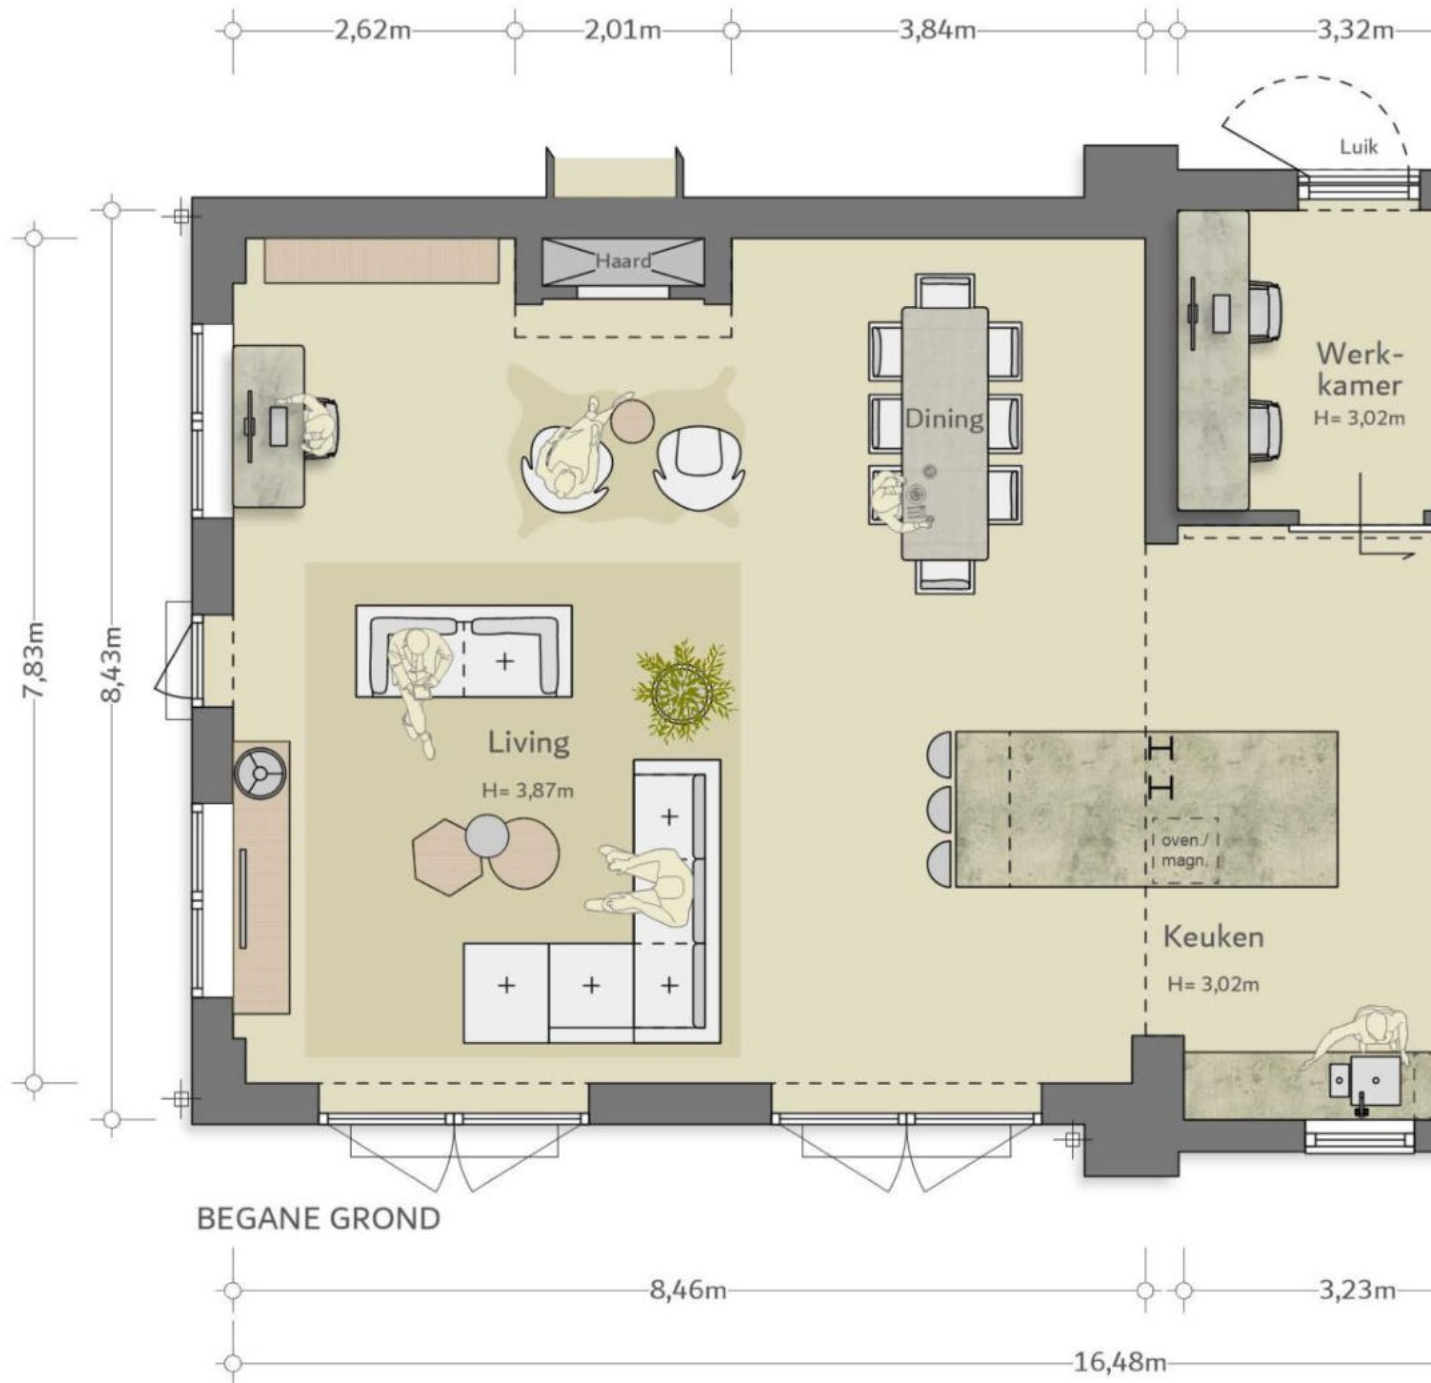 2,62m
2,01m
3,84m
3,32m
Luik
Haard
Werk-
kamer
H= 3,02m
Dining
7,83m
8,43m
Living
H= 3,87m
oven./
magn.
Keuken
H= 3,02m
BEGANE GROND
8,46m
3,23m
16,48m